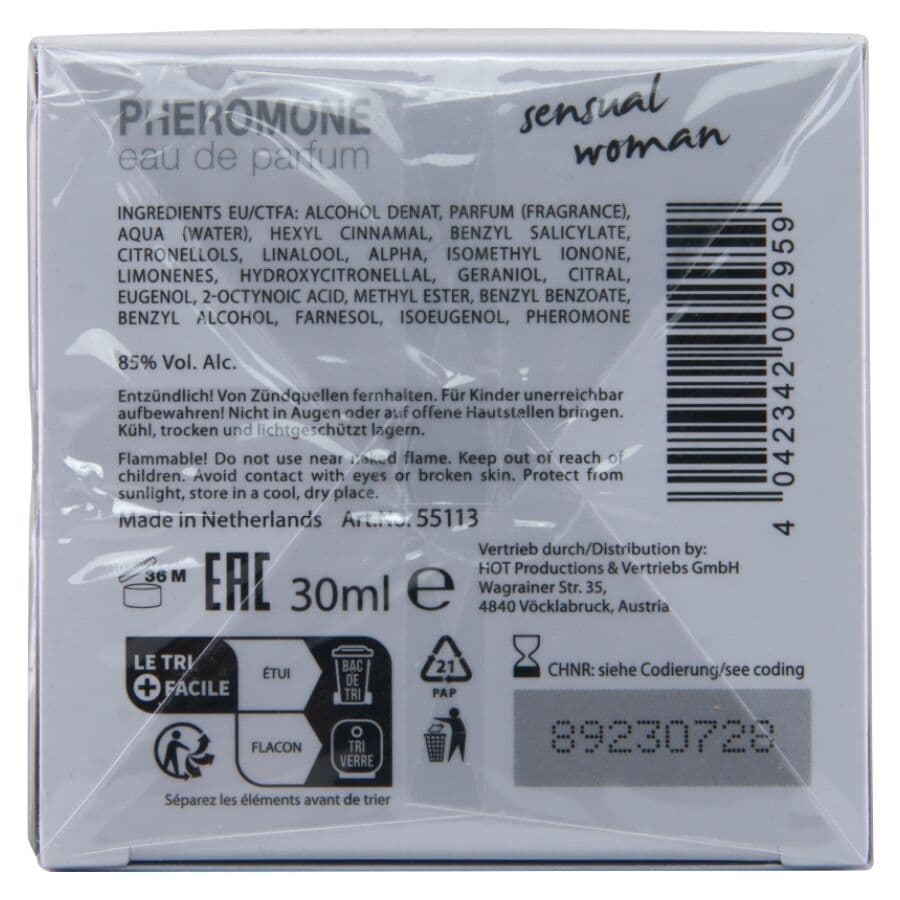 PHEROMONE
eau de parfum
sensual
woman
INGREDIENTS EU/CTFA: ALCOHOL DENAT, PARFUM (FRAGRANCE),
AQUA (WATER), HEXYL CINNAMAL, BENZYL SALICYLATE,
CITRONELLOLS, LINALOOL, ALPHA, ISOMETHYL IONONE,
LIMONENES, HYDROXYCITRONELLAL, GERANIOL, CITRAL,
EUGENOL, 2-OCTYNOIC ACID, METHYL ESTER, BENZYL BENZOATE,
BENZYL ALCOHOL, FARNESOL, ISOEUGENOL, PHEROMONE
85% Vol. Alc.
Entzündlich! Von Zündquellen fernhalten. Für Kinder unerreichbar
aufbewahren! Nicht in Augen oder auf offene Hautstellen bringen.
Kühl, trocken und lichtgeschützt lagern.
Flammable! Do not use near naked flame. Keep out of reach of
children. Avoid contact with eyes or broken skin. Protect from
sunlight, store in a cool, dry place.
Made in Netherlands Art.No. 55113
4 042342 002959
36 M
EAC
30ml e
Vertrieb durch/Distribution by:
HOT Productions & Vertriebs GmbH
Wagrainer Str. 35,
4840 Vöcklabruck, Austria
LE TRI
+ FACILE
ÉTUI
BAC
DE
TRI
FLACON
TRI
VERRE
Séparez les éléments avant de trier
21
PAP
CHNR: siehe Codierung/see coding
89230728